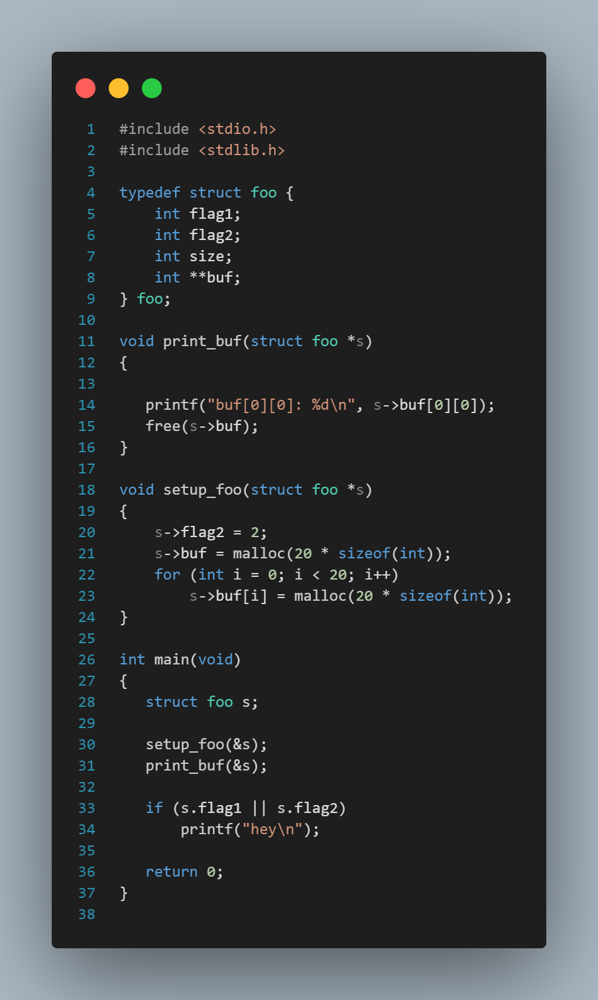 1 #include <stdio.h>
2 #include <stdlib.h>
3
4 typedef struct foo {
5     int flag1;
6     int flag2;
7     int size;
8     int **buf;
9 } foo;
10
11 void print_buf(struct foo *s)
12 {
13
14    printf("buf[0][0]: %d\n", s->buf[0][0]);
15    free(s->buf);
16 }
17
18 void setup_foo(struct foo *s)
19 {
20     s->flag2 = 2;
21     s->buf = malloc(20 * sizeof(int));
22     for (int i = 0; i < 20; i++)
23         s->buf[i] = malloc(20 * sizeof(int));
24 }
25
26 int main(void)
27 {
28    struct foo s;
29
30    setup_foo(&s);
31    print_buf(&s);
32
33    if (s.flag1 || s.flag2)
34        printf("hey\n");
35
36    return 0;
37 }
38